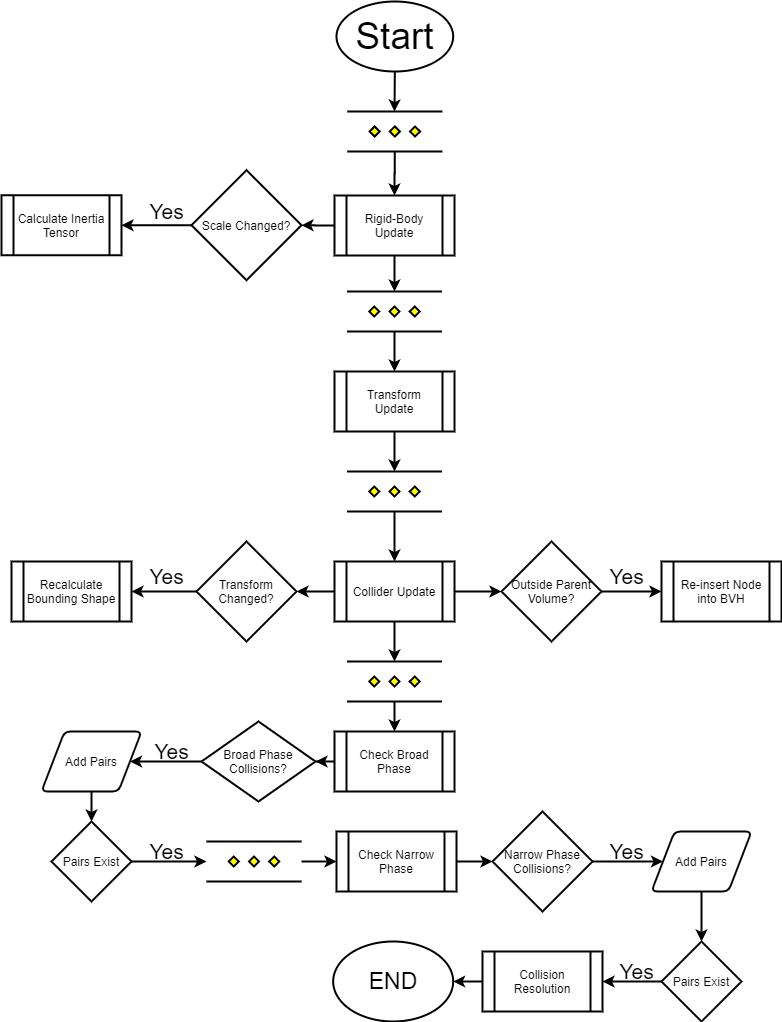 Start
Yes
Calculate Inertia
Tensor
Scale Changed?
Rigid-Body
Update
Transform
Update
Recalculate
Bounding Shape
Yes
Transform
Changed?
Collider Update
Outside Parent
Volume?
Yes
Re-insert Node
into BVH
Add Pairs
Yes
Broad Phase
Collisions?
Check Broad
Phase
Pairs Exist
Yes
Check Narrow
Phase
Narrow Phase
Collisions?
Yes
Add Pairs
END
Collision
Resolution
Yes
Pairs Exist